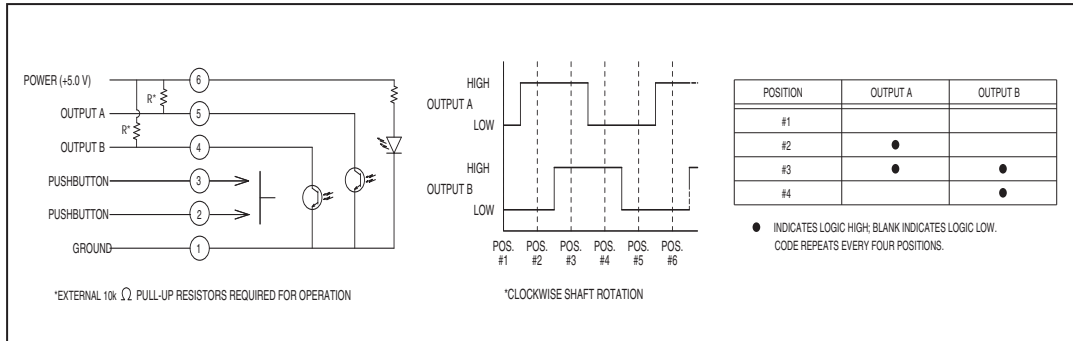 POWER (+5.0 V)
6
R*
OUTPUT A
5
R*
OUTPUT B
4
PUSHBUTTON
3
PUSHBUTTON
2
GROUND
1
*EXTERNAL 10k Ω PULL-UP RESISTORS REQUIRED FOR OPERATION
HIGH
OUTPUT A
LOW
HIGH
OUTPUT B
LOW
POS. POS. POS. POS. POS. POS.
#1 #2 #3 #4 #5 #6
*CLOCKWISE SHAFT ROTATION
POSITION OUTPUT A OUTPUT B
#1
#2 ●
#3 ● ●
#4 ●
● INDICATES LOGIC HIGH; BLANK INDICATES LOGIC LOW.
CODE REPEATS EVERY FOUR POSITIONS.